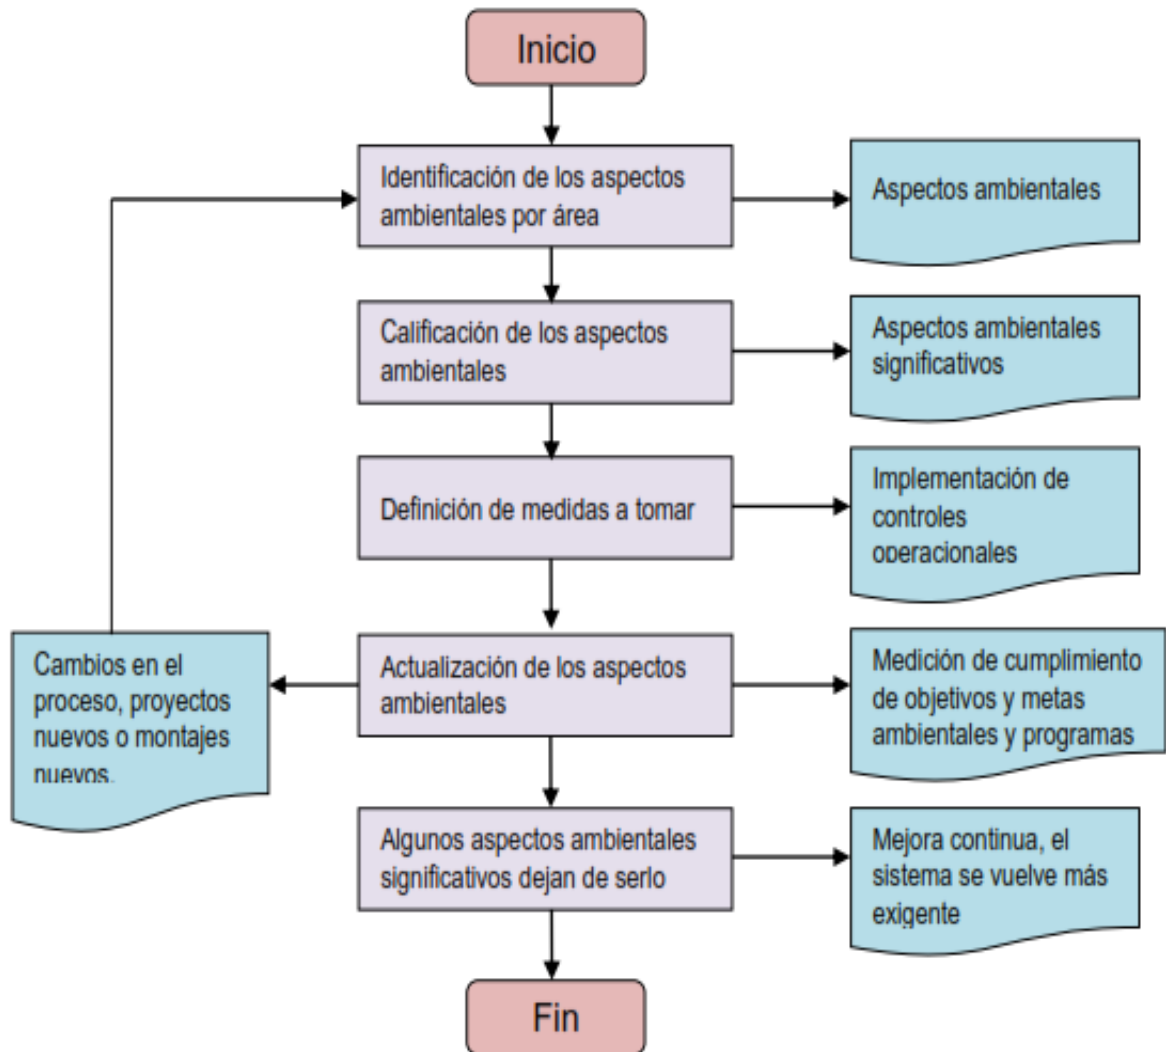 Inicio
Identificación de los aspectos
ambientales por área
Aspectos ambientales
Calificación de los aspectos
ambientales
Aspectos ambientales
significativos
Definición de medidas a tomar
Implementación de
controles
operacionales
Cambios en el
proceso, proyectos
nuevos o montajes
nuevos.
Actualización de los aspectos
ambientales
Medición de cumplimiento
de objetivos y metas
ambientales y programas
Algunos aspectos ambientales
significativos dejan de serlo
Mejora continua, el
sistema se vuelve más
exigente
Fin